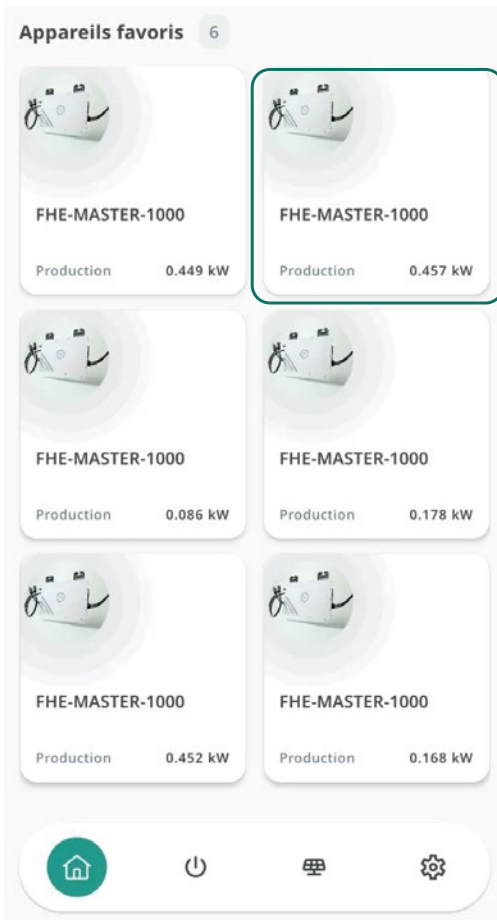 Appareils favoris 6
FHE-MASTER-1000
Production 0.449 kW
FHE-MASTER-1000
Production 0.457 kW
FHE-MASTER-1000
Production 0.086 kW
FHE-MASTER-1000
Production 0.178 kW
FHE-MASTER-1000
Production 0.452 kW
FHE-MASTER-1000
Production 0.168 kW